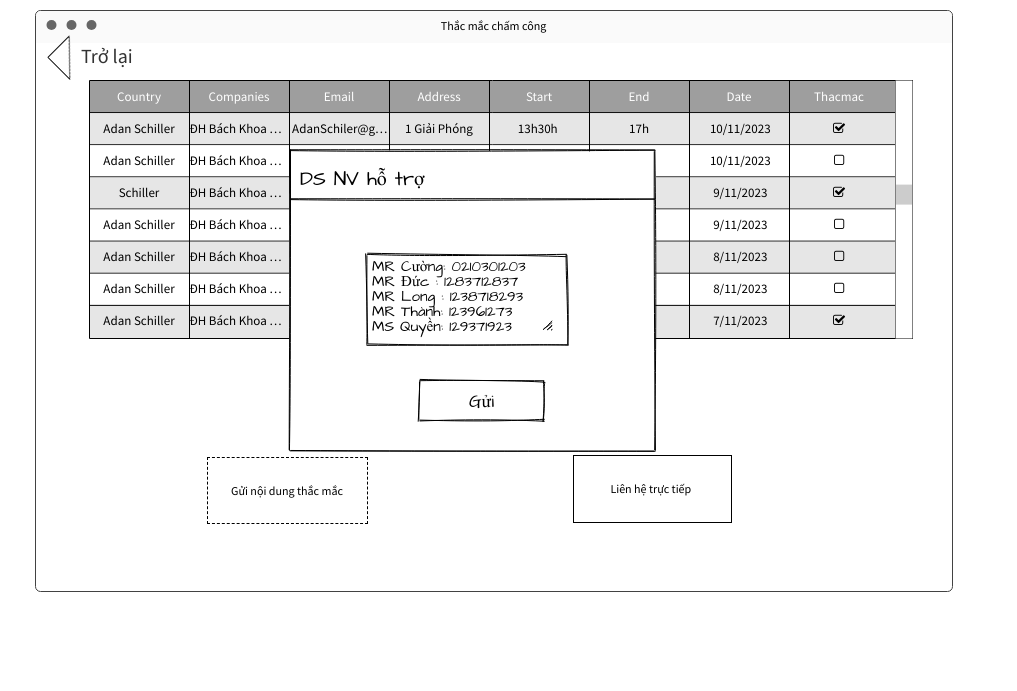 Thắc mắc chấm công
Trở lại
Country Companies Email Address Start End Date Thacmac
Adan Schiller ĐH Bách Khoa ... AdanSchiler@g... 1 Giải Phóng 13h30h 17h 10/11/2023
Adan Schiller ĐH Bách Khoa ... 10/11/2023
Schiller ĐH Bách Khoa ... 9/11/2023
Adan Schiller ĐH Bách Khoa ... 9/11/2023
Adan Schiller ĐH Bách Khoa ... 8/11/2023
Adan Schiller ĐH Bách Khoa ... 8/11/2023
Adan Schiller ĐH Bách Khoa ... 7/11/2023
DS NV hỗ trợ
MR Cường: 0210301203
MR Đức : 1283712837
MR Long : 1238718293
MR Thành: 123961273
MS Quyên: 129371923
Gửi
Gửi nội dung thắc mắc
Liên hệ trực tiếp